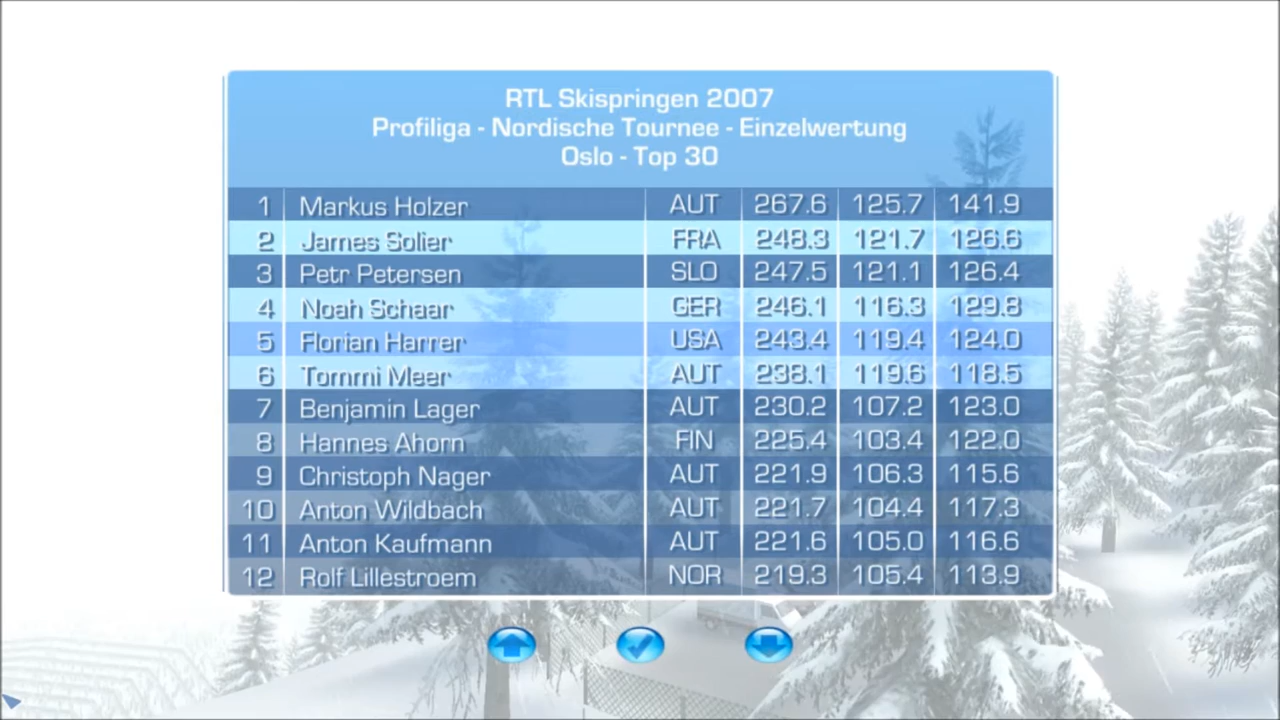 RTL Skispringen 2007
Profiliga - Nordische Tournee - Einzelwertung
Oslo - Top 30
1 Markus Holzer AUT 267.6 125.7 141.9
2 James Solier FRA 248.3 121.7 126.6
3 Petr Petersen SLO 247.5 121.1 126.4
4 Noah Schaar GER 246.1 116.3 129.8
5 Florian Harrer USA 243.4 119.4 124.0
6 Tommi Meer AUT 238.1 119.6 118.5
7 Benjamin Lager AUT 230.2 107.2 123.0
8 Hannes Ahorn FIN 225.4 103.4 122.0
9 Christoph Nager AUT 221.9 106.3 115.6
10 Anton Wildbach AUT 221.7 104.4 117.3
11 Anton Kaufmann AUT 221.6 105.0 116.6
12 Rolf Lillestroem NOR 219.3 105.4 113.9